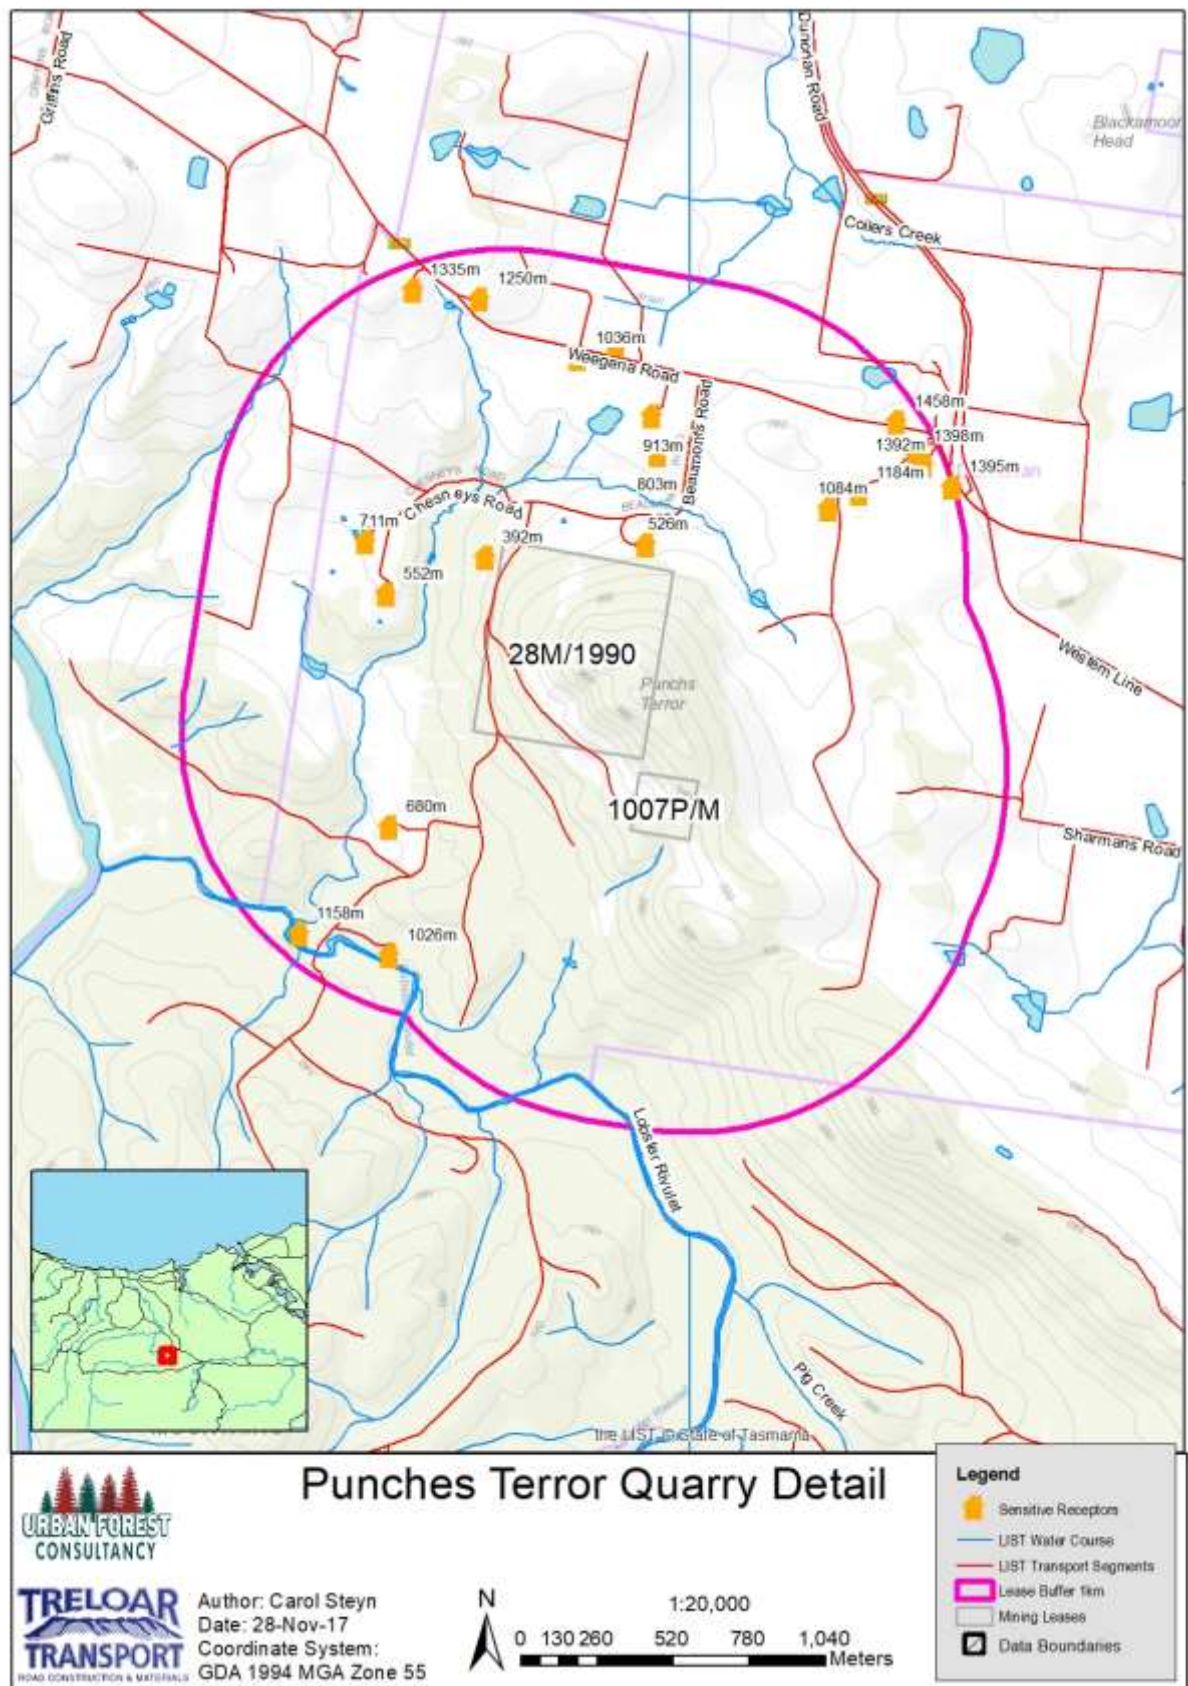 Griffins Road
Dunorlan Road
Blackamoor
Head
Coilers Creek
1335m
1250m
1036m
Weegena Road
Beaumonts Road
1458m
1398m
1392m
1395m
1184m
1084m
913m
803m
526m
CHESNEYS ROAD
Chesneys Road
711m
392m
552m
28M/1990
Punchs
Terror
Western Line
1007P/M
680m
Sharmans Road
1158m
1026m
Lobster Rivulet
Pig Creek
the LIST © State of Tasmania
Punches Terror Quarry Detail
URBAN FOREST
CONSULTANCY
TRELOAR
TRANSPORT
ROAD CONSTRUCTION & MATERIALS
Author: Carol Steyn
Date: 28-Nov-17
Coordinate System:
GDA 1994 MGA Zone 55
N
1:20,000
0 130 260 520 780 1,040
Meters
Legend
Sensitive Receptors
LIST Water Course
LIST Transport Segments
Lease Buffer 1km
Mining Leases
Data Boundaries